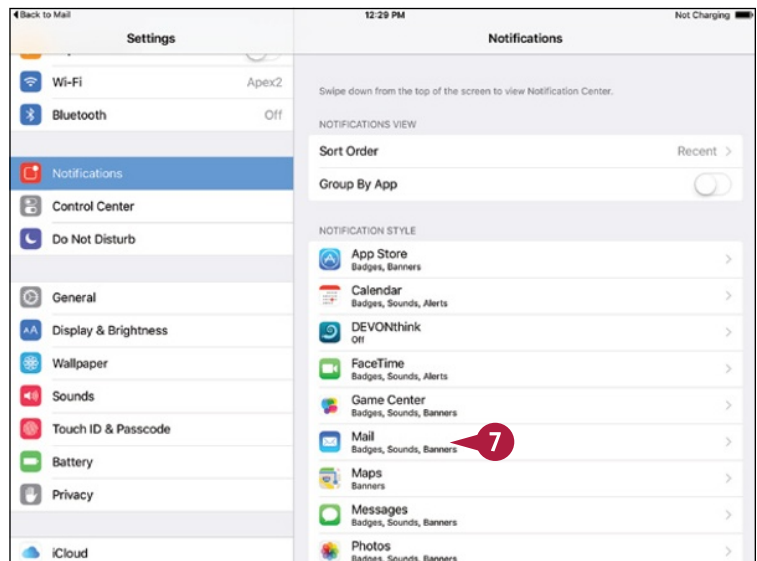 Back to Mail
12:29 PM
Not Charging
Settings
Wi-Fi
Apex2
Bluetooth
Off
Notifications
Control Center
Do Not Disturb
General
AA
Display & Brightness
Wallpaper
Sounds
Touch ID & Passcode
Battery
Privacy
iCloud
Notifications
Swipe down from the top of the screen to view Notification Center.
NOTIFICATIONS VIEW
Sort Order
Recent
Group By App
NOTIFICATION STYLE
App Store
Badges, Banners
Calendar
Badges, Sounds, Alerts
DEVONthink
Off
FaceTime
Badges, Sounds, Alerts
Game Center
Badges, Sounds, Banners
Mail
Badges, Sounds, Banners
7
Maps
Banners
Messages
Badges, Sounds, Banners
Photos
Badges, Sounds, Banners